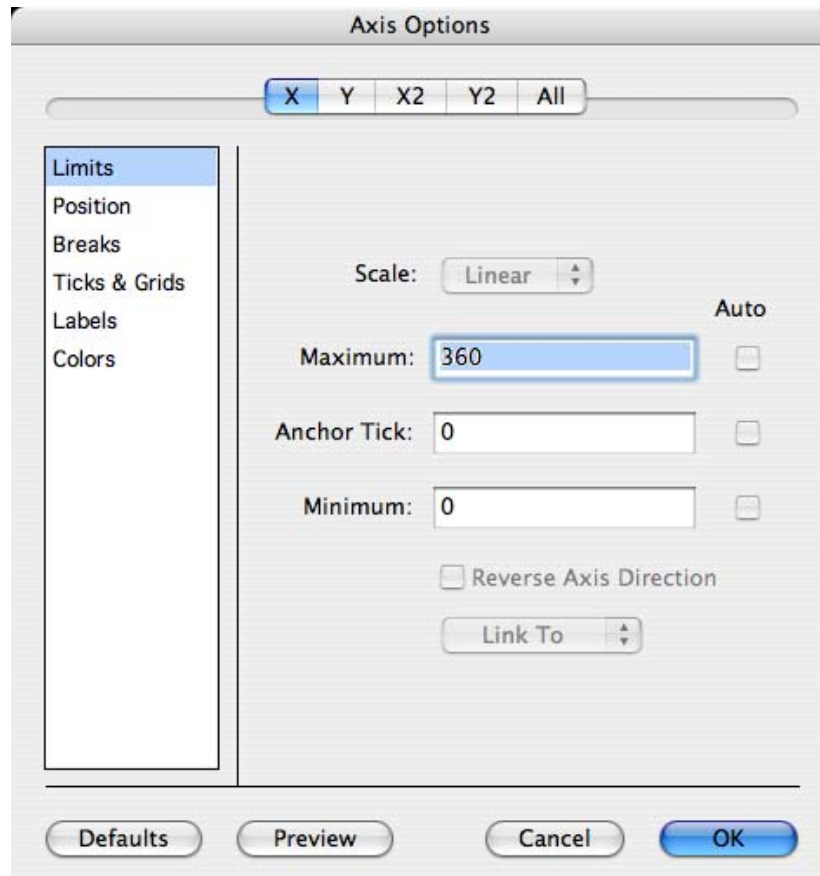 Axis Options
X Y X2 Y2 All
Limits
Position
Breaks
Ticks & Grids
Labels
Colors
Scale: Linear
Auto
Maximum: 360
Anchor Tick: 0
Minimum: 0
Reverse Axis Direction
Link To
Defaults Preview Cancel OK